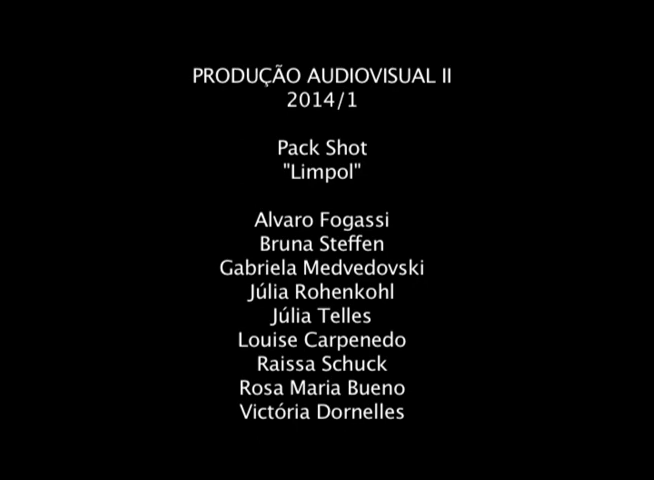 PRODUÇÃO AUDIOVISUAL II
2014/1
Pack Shot
"Limpol"
Alvaro Fogassi
Bruna Steffen
Gabriela Medvedovski
Júlia Rohenkohl
Júlia Telles
Louise Carpenedo
Raissa Schuck
Rosa Maria Bueno
Victória Dornelles